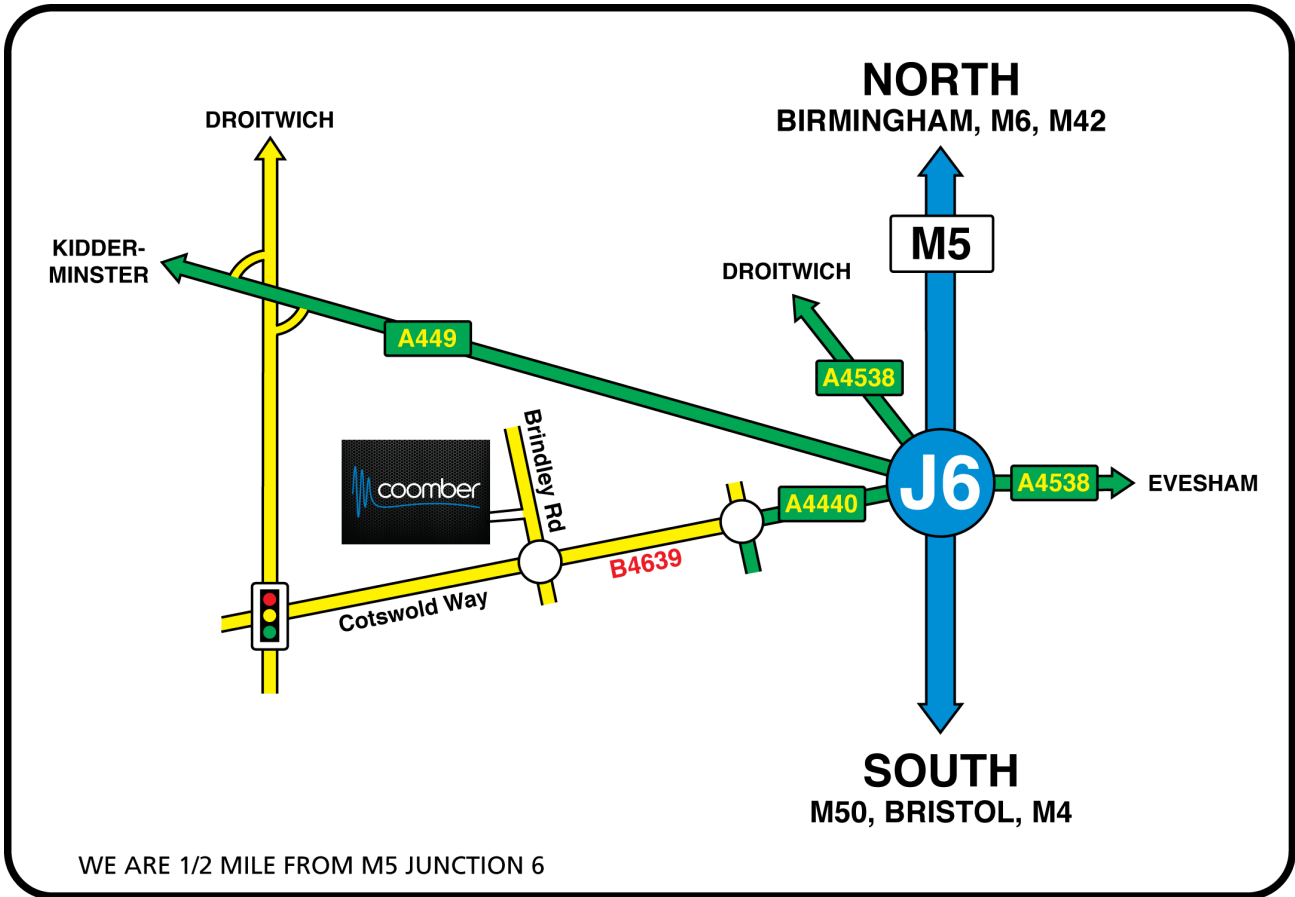 NORTH
BIRMINGHAM, M6, M42
DROITWICH
M5
KIDDER-
MINSTER
DROITWICH
A449
A4538
Brindley Rd
coomber
J6
A4538
EVESHAM
A4440
B4639
Cotswold Way
SOUTH
M50, BRISTOL, M4
WE ARE 1/2 MILE FROM M5 JUNCTION 6